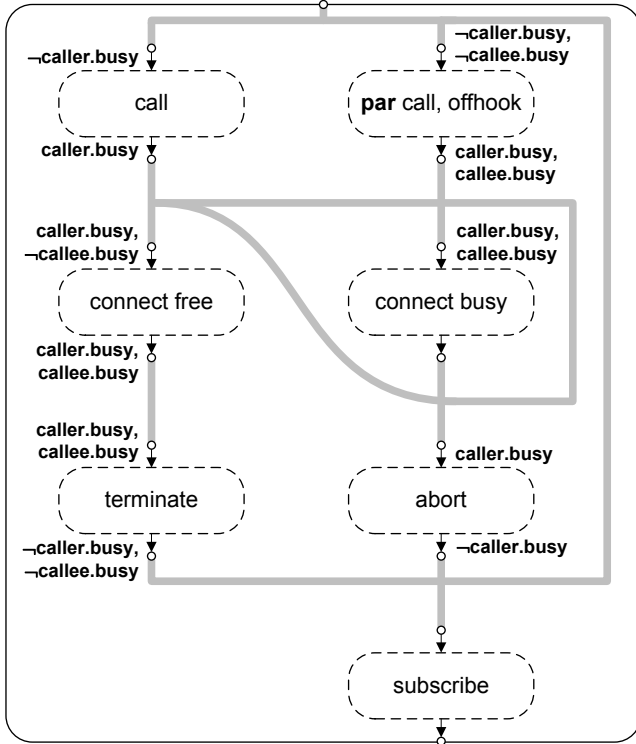 ¬caller.busy
call
caller.busy
¬caller.busy,
¬callee.busy
par call, offhook
caller.busy,
callee.busy
caller.busy,
¬callee.busy
connect free
caller.busy,
callee.busy
caller.busy,
callee.busy
connect busy
caller.busy,
callee.busy
terminate
¬caller.busy,
¬callee.busy
caller.busy
abort
¬caller.busy
subscribe